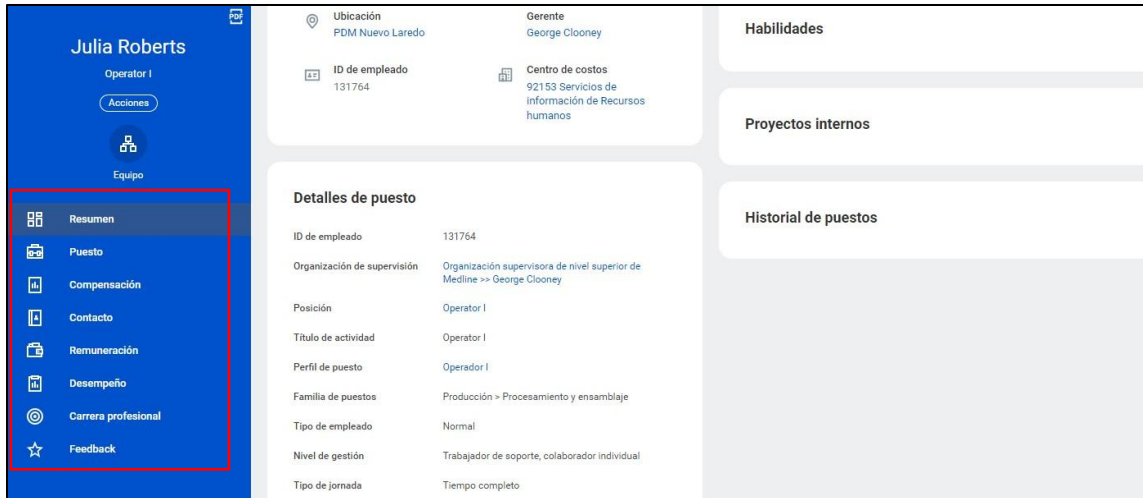 PDF
Julia Roberts
Operator I
Acciones
Equipo
Resumen
Puesto
Compensación
Contacto
Remuneración
Desempeño
Carrera profesional
Feedback
Ubicación
PDM Nuevo Laredo
Gerente
George Clooney
ID de empleado
131764
Centro de costos
92153 Servicios de
información de Recursos
humanos
Detalles de puesto
ID de empleado 131764
Organización de supervisión Organización supervisora de nivel superior de
Medline >> George Clooney
Posición Operator I
Título de actividad Operator I
Perfil de puesto Operador I
Familia de puestos Producción > Procesamiento y ensamblaje
Tipo de empleado Normal
Nivel de gestión Trabajador de soporte, colaborador individual
Tipo de jornada Tiempo completo
Habilidades
Proyectos internos
Historial de puestos